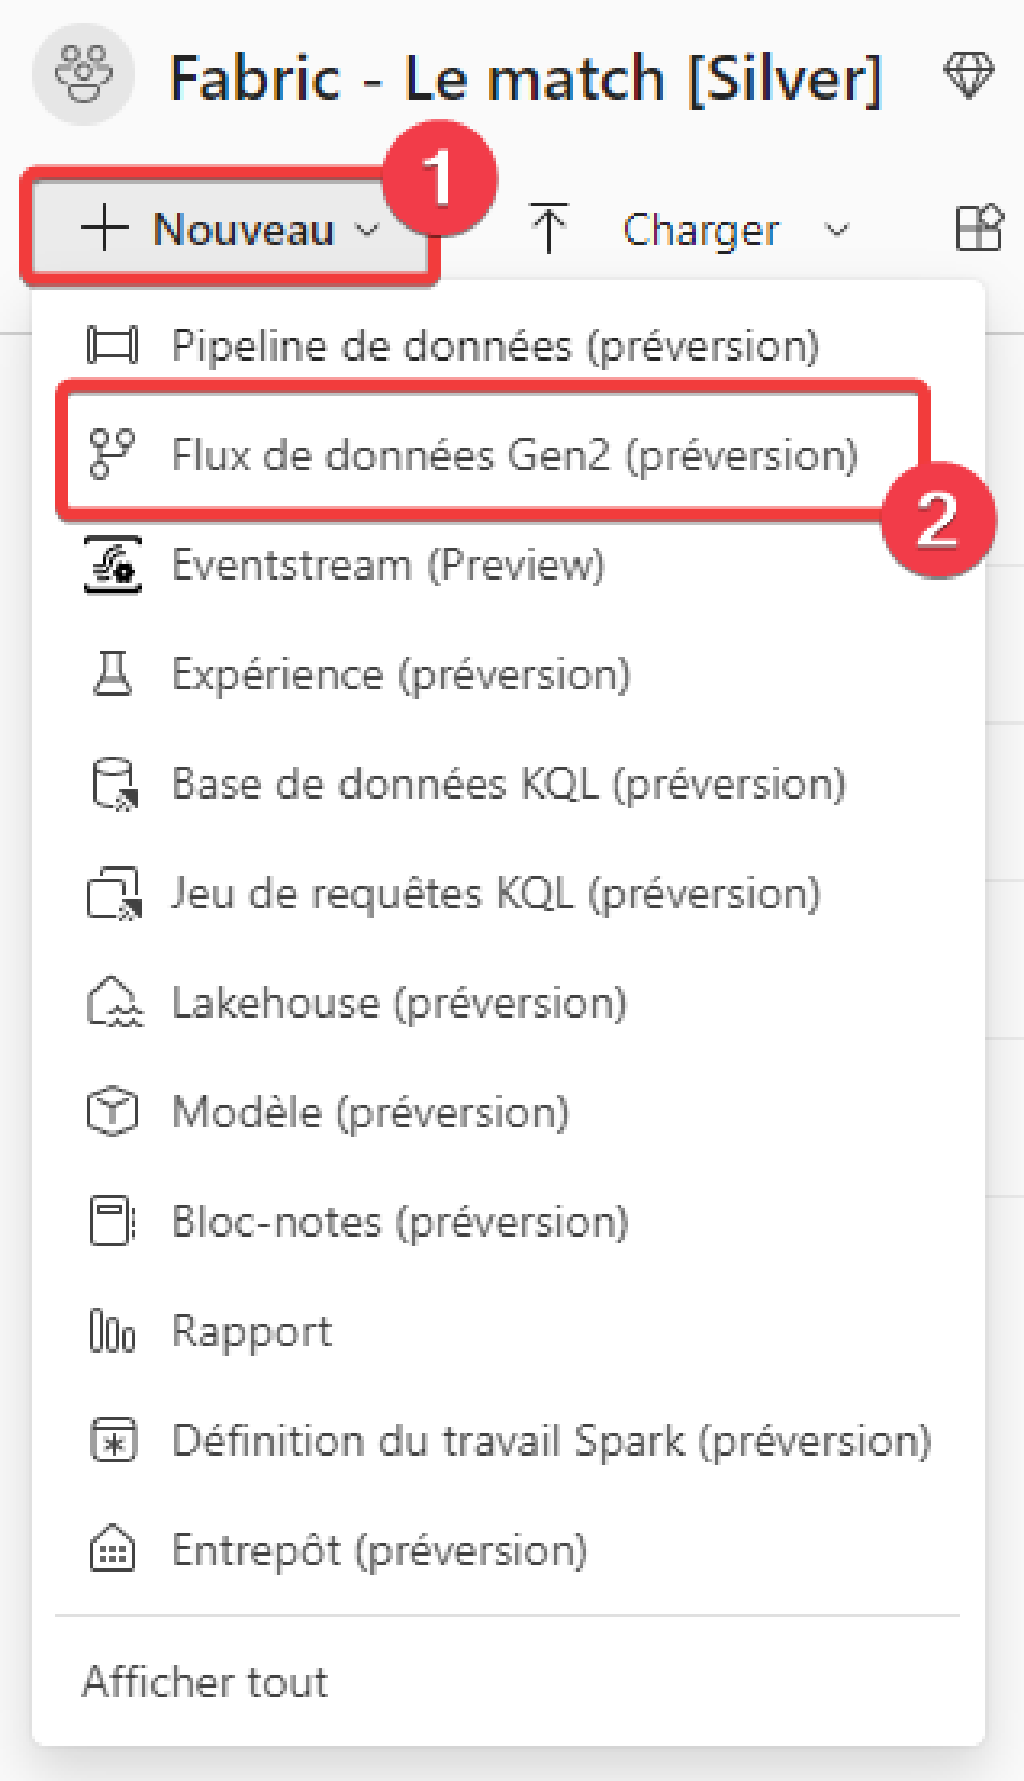 Fabric - Le match [Silver]
1
Nouveau
Charger
Pipeline de données (préversion)
Flux de données Gen2 (préversion)
2
Eventstream (Preview)
Expérience (préversion)
Base de données KQL (préversion)
Jeu de requêtes KQL (préversion)
Lakehouse (préversion)
Modèle (préversion)
Bloc-notes (préversion)
Rapport
Définition du travail Spark (préversion)
Entrepôt (préversion)
Afficher tout